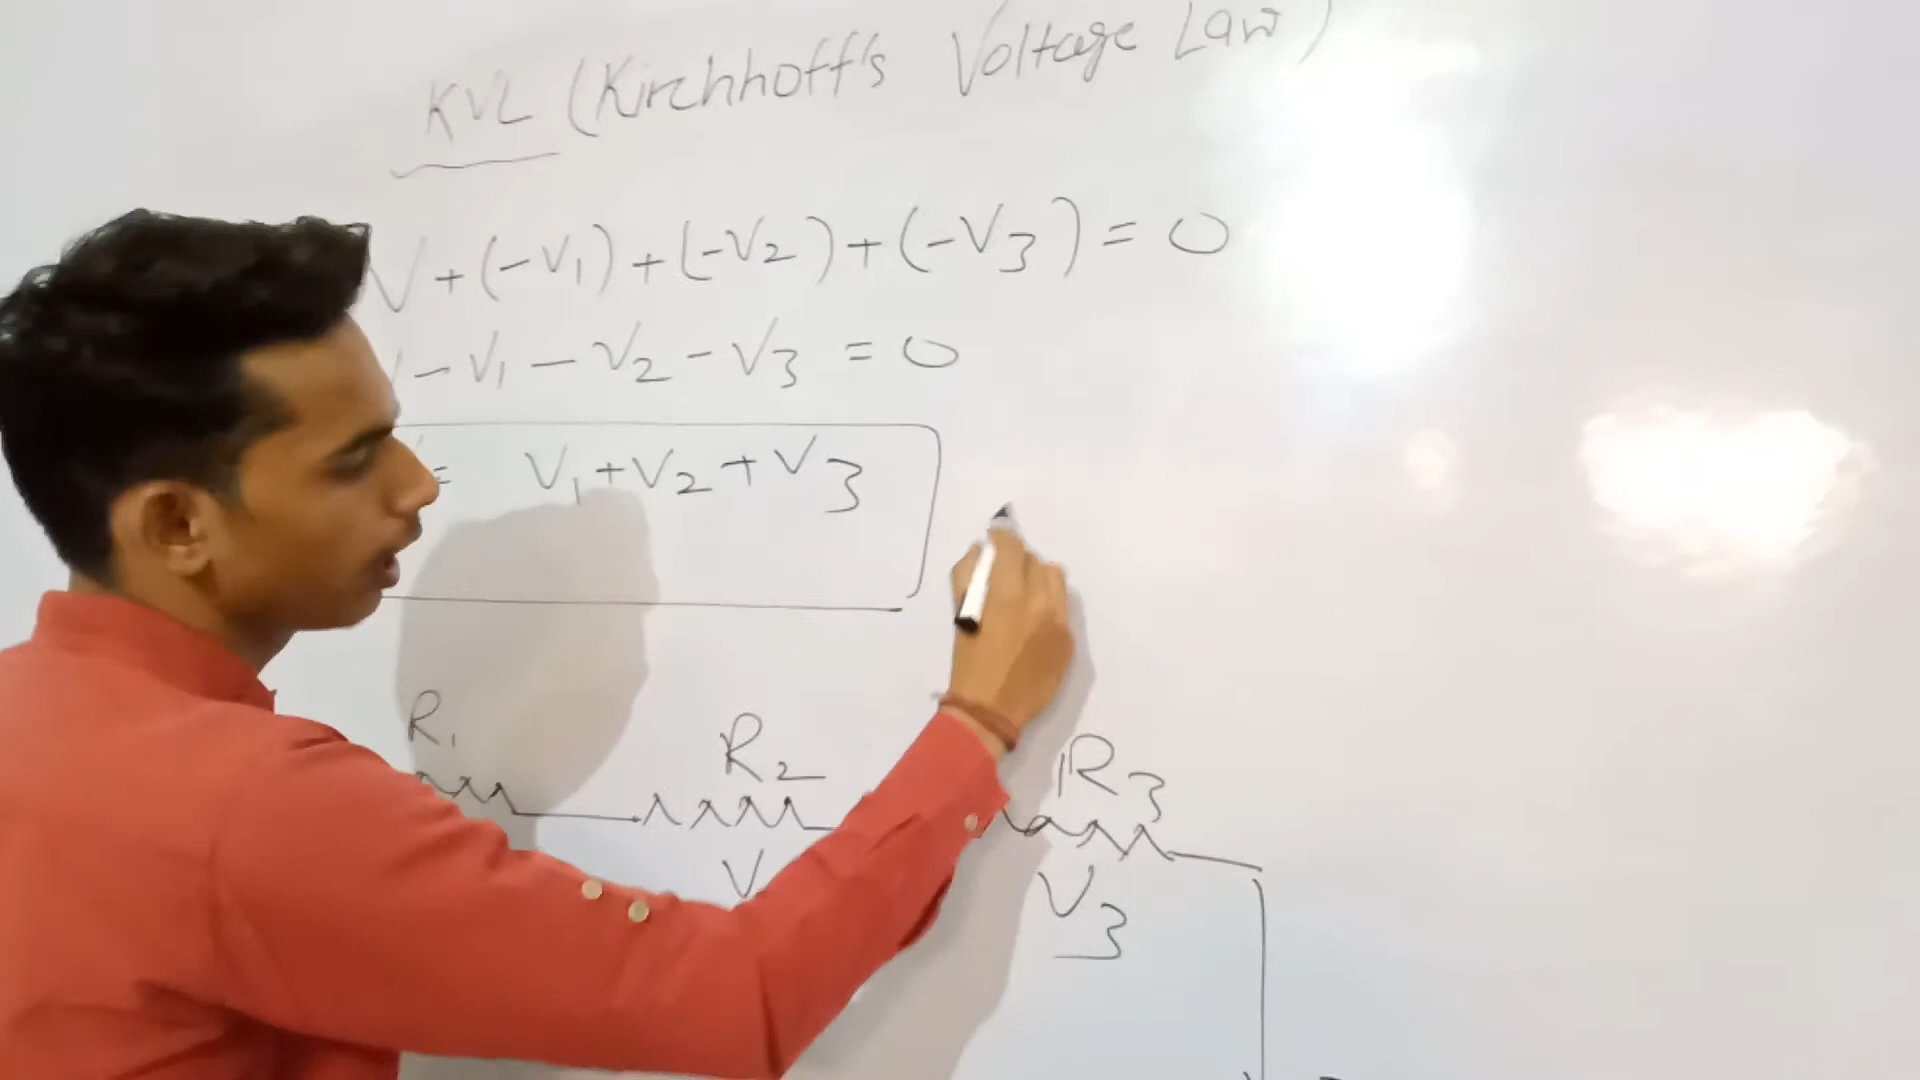 KVL (Kirchhoff's Voltage Law)
V + (-V1) + (-V2) + (-V3) = 0
- V1 - V2 - V3 = 0
= V1 + V2 + V3
R1 R2 R3
V V3